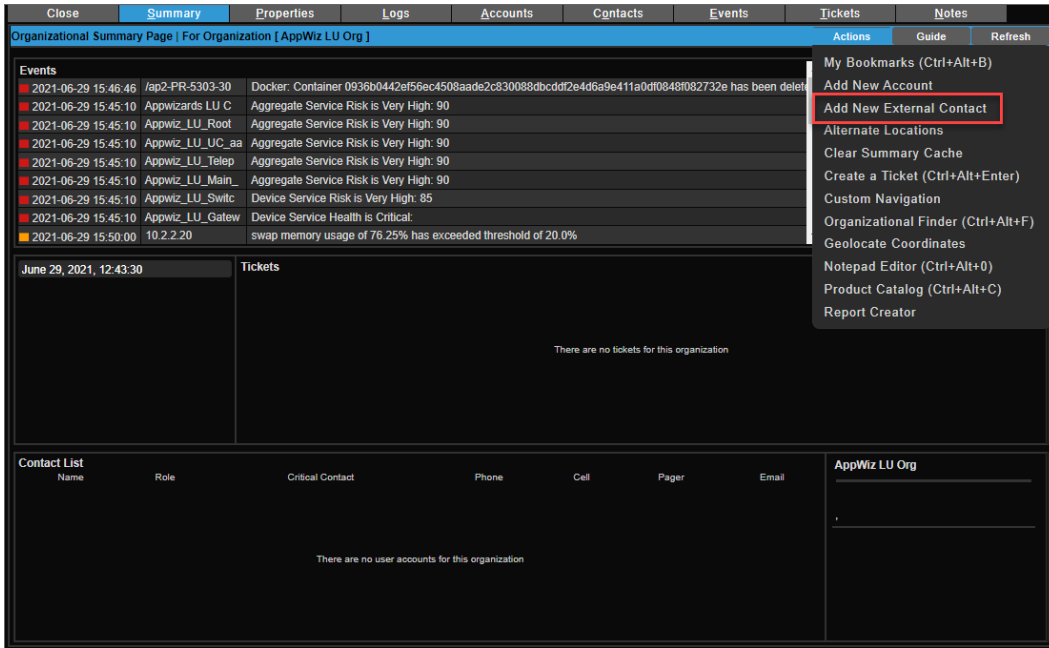 Close Summary Properties Logs Accounts Contacts Events Tickets Notes
Organizational Summary Page | For Organization [ AppWiz LU Org ] Actions Guide Refresh
Events
2021-06-29 15:46:46 /ap2-PR-5303-30 Docker: Container 0936b0442ef56ec4508aade2c830088dbcddf2e4d6a9e411a0df0848f082732e has been delete
2021-06-29 15:45:10 Appwizards LU C Aggregate Service Risk is Very High: 90
2021-06-29 15:45:10 Appwiz_LU_Root Aggregate Service Risk is Very High: 90
2021-06-29 15:45:10 Appwiz_LU_UC_aa Aggregate Service Risk is Very High: 90
2021-06-29 15:45:10 Appwiz_LU_Telep Aggregate Service Risk is Very High: 90
2021-06-29 15:45:10 Appwiz_LU_Main_ Aggregate Service Risk is Very High: 90
2021-06-29 15:45:10 Appwiz_LU_Switc Device Service Risk is Very High: 85
2021-06-29 15:45:10 Appwiz_LU_Gatew Device Service Health is Critical:
2021-06-29 15:50:00 10.2.2.20 swap memory usage of 76.25% has exceeded threshold of 20.0%
My Bookmarks (Ctrl+Alt+B)
Add New Account
Add New External Contact
Alternate Locations
Clear Summary Cache
Create a Ticket (Ctrl+Alt+Enter)
Custom Navigation
Organizational Finder (Ctrl+Alt+F)
Geolocate Coordinates
Notepad Editor (Ctrl+Alt+0)
Product Catalog (Ctrl+Alt+C)
Report Creator
June 29, 2021, 12:43:30
Tickets
There are no tickets for this organization
Contact List
Name Role Critical Contact Phone Cell Pager Email
There are no user accounts for this organization
AppWiz LU Org
,